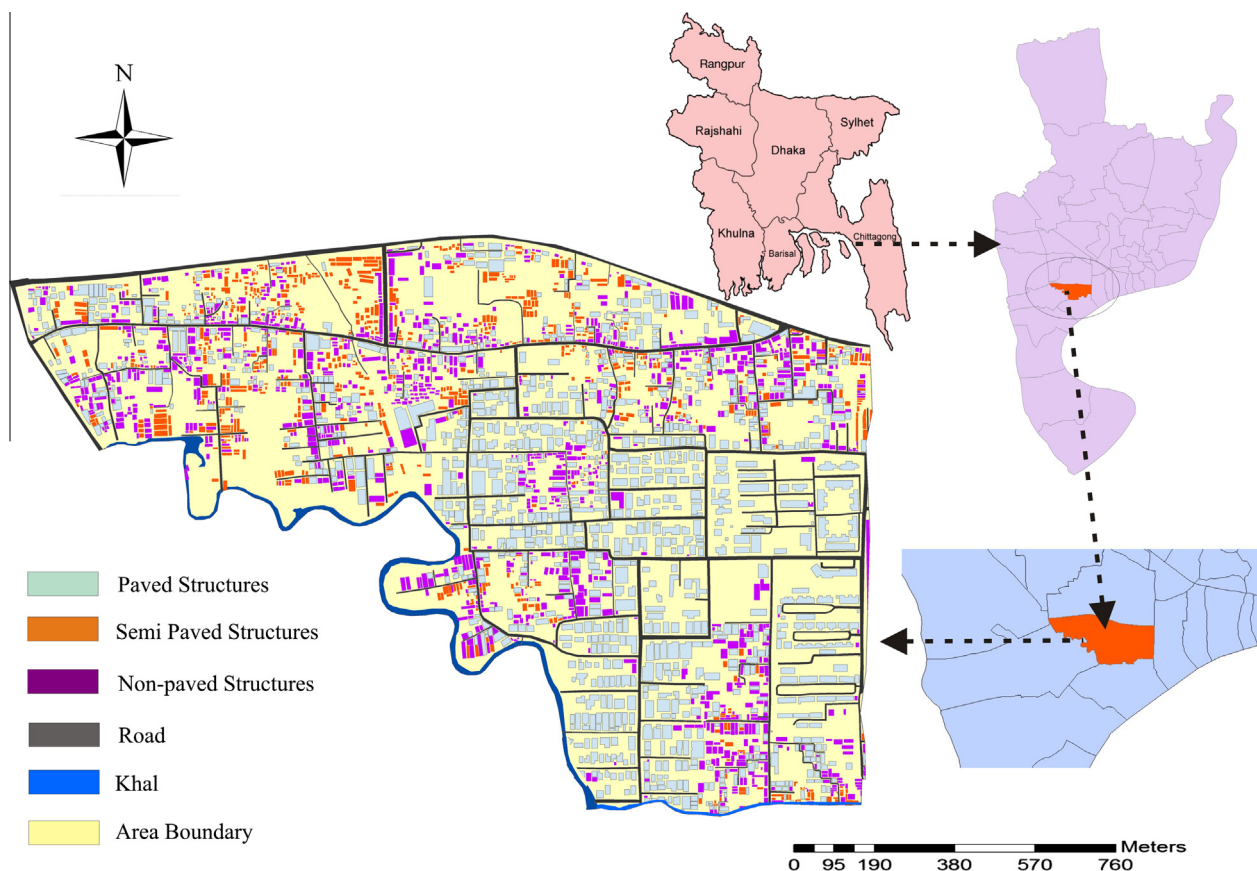 N
Rangpur
Rajshahi
Sylhet
Dhaka
Khulna
Barisal
Chittagong
Paved Structures
Semi Paved Structures
Non-paved Structures
Road
Khal
Area Boundary
Meters
0 95 190 380 570 760